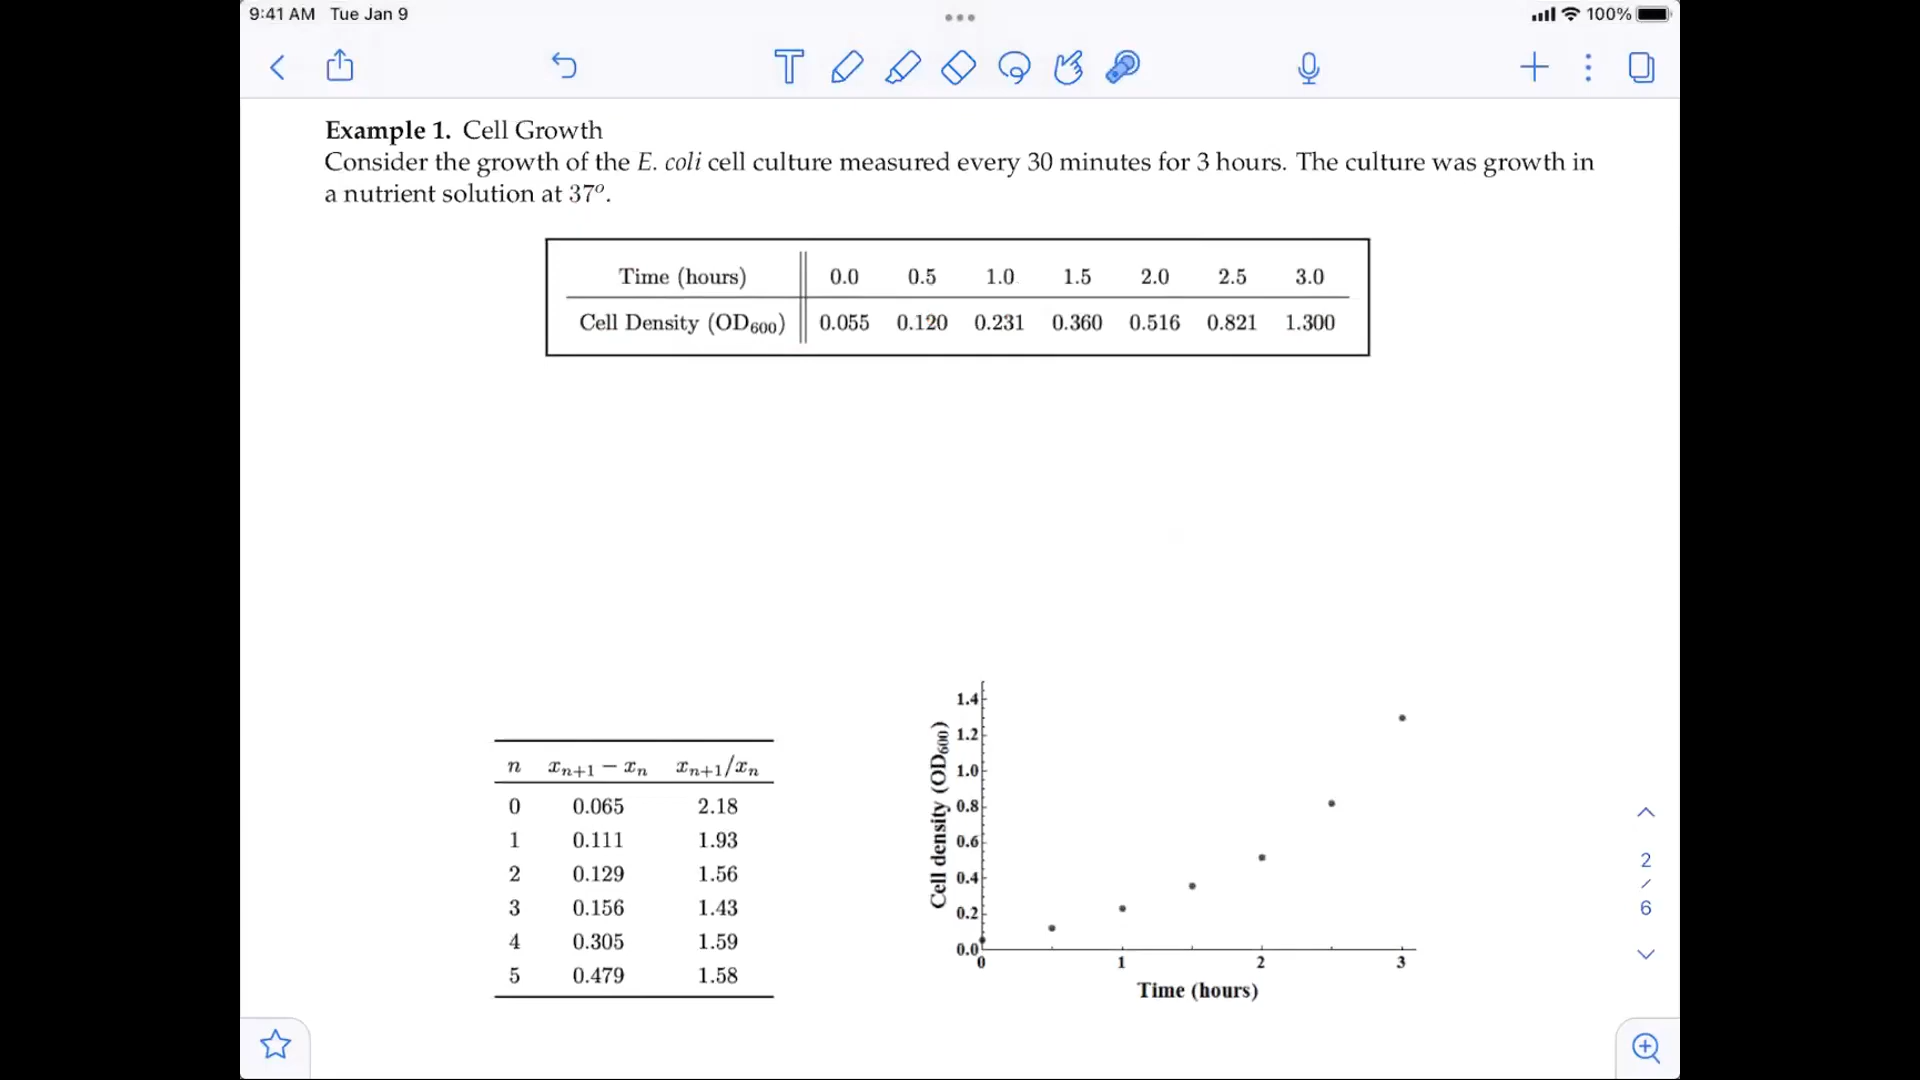 9:41 AM Tue Jan 9
100%
T
Example 1. Cell Growth
Consider the growth of the E. coli cell culture measured every 30 minutes for 3 hours. The culture was growth in
a nutrient solution at 37º.
Time (hours) 0.0 0.5 1.0 1.5 2.0 2.5 3.0
Cell Density (OD₆₀₀) 0.055 0.120 0.231 0.360 0.516 0.821 1.300
n xₙ₊₁ − xₙ xₙ₊₁/xₙ
0 0.065 2.18
1 0.111 1.93
2 0.129 1.56
3 0.156 1.43
4 0.305 1.59
5 0.479 1.58
Cell density (OD₆₀₀)
1.4
1.2
1.0
0.8
0.6
0.4
0.2
0.0
0 1 2 3
Time (hours)
2
/
6